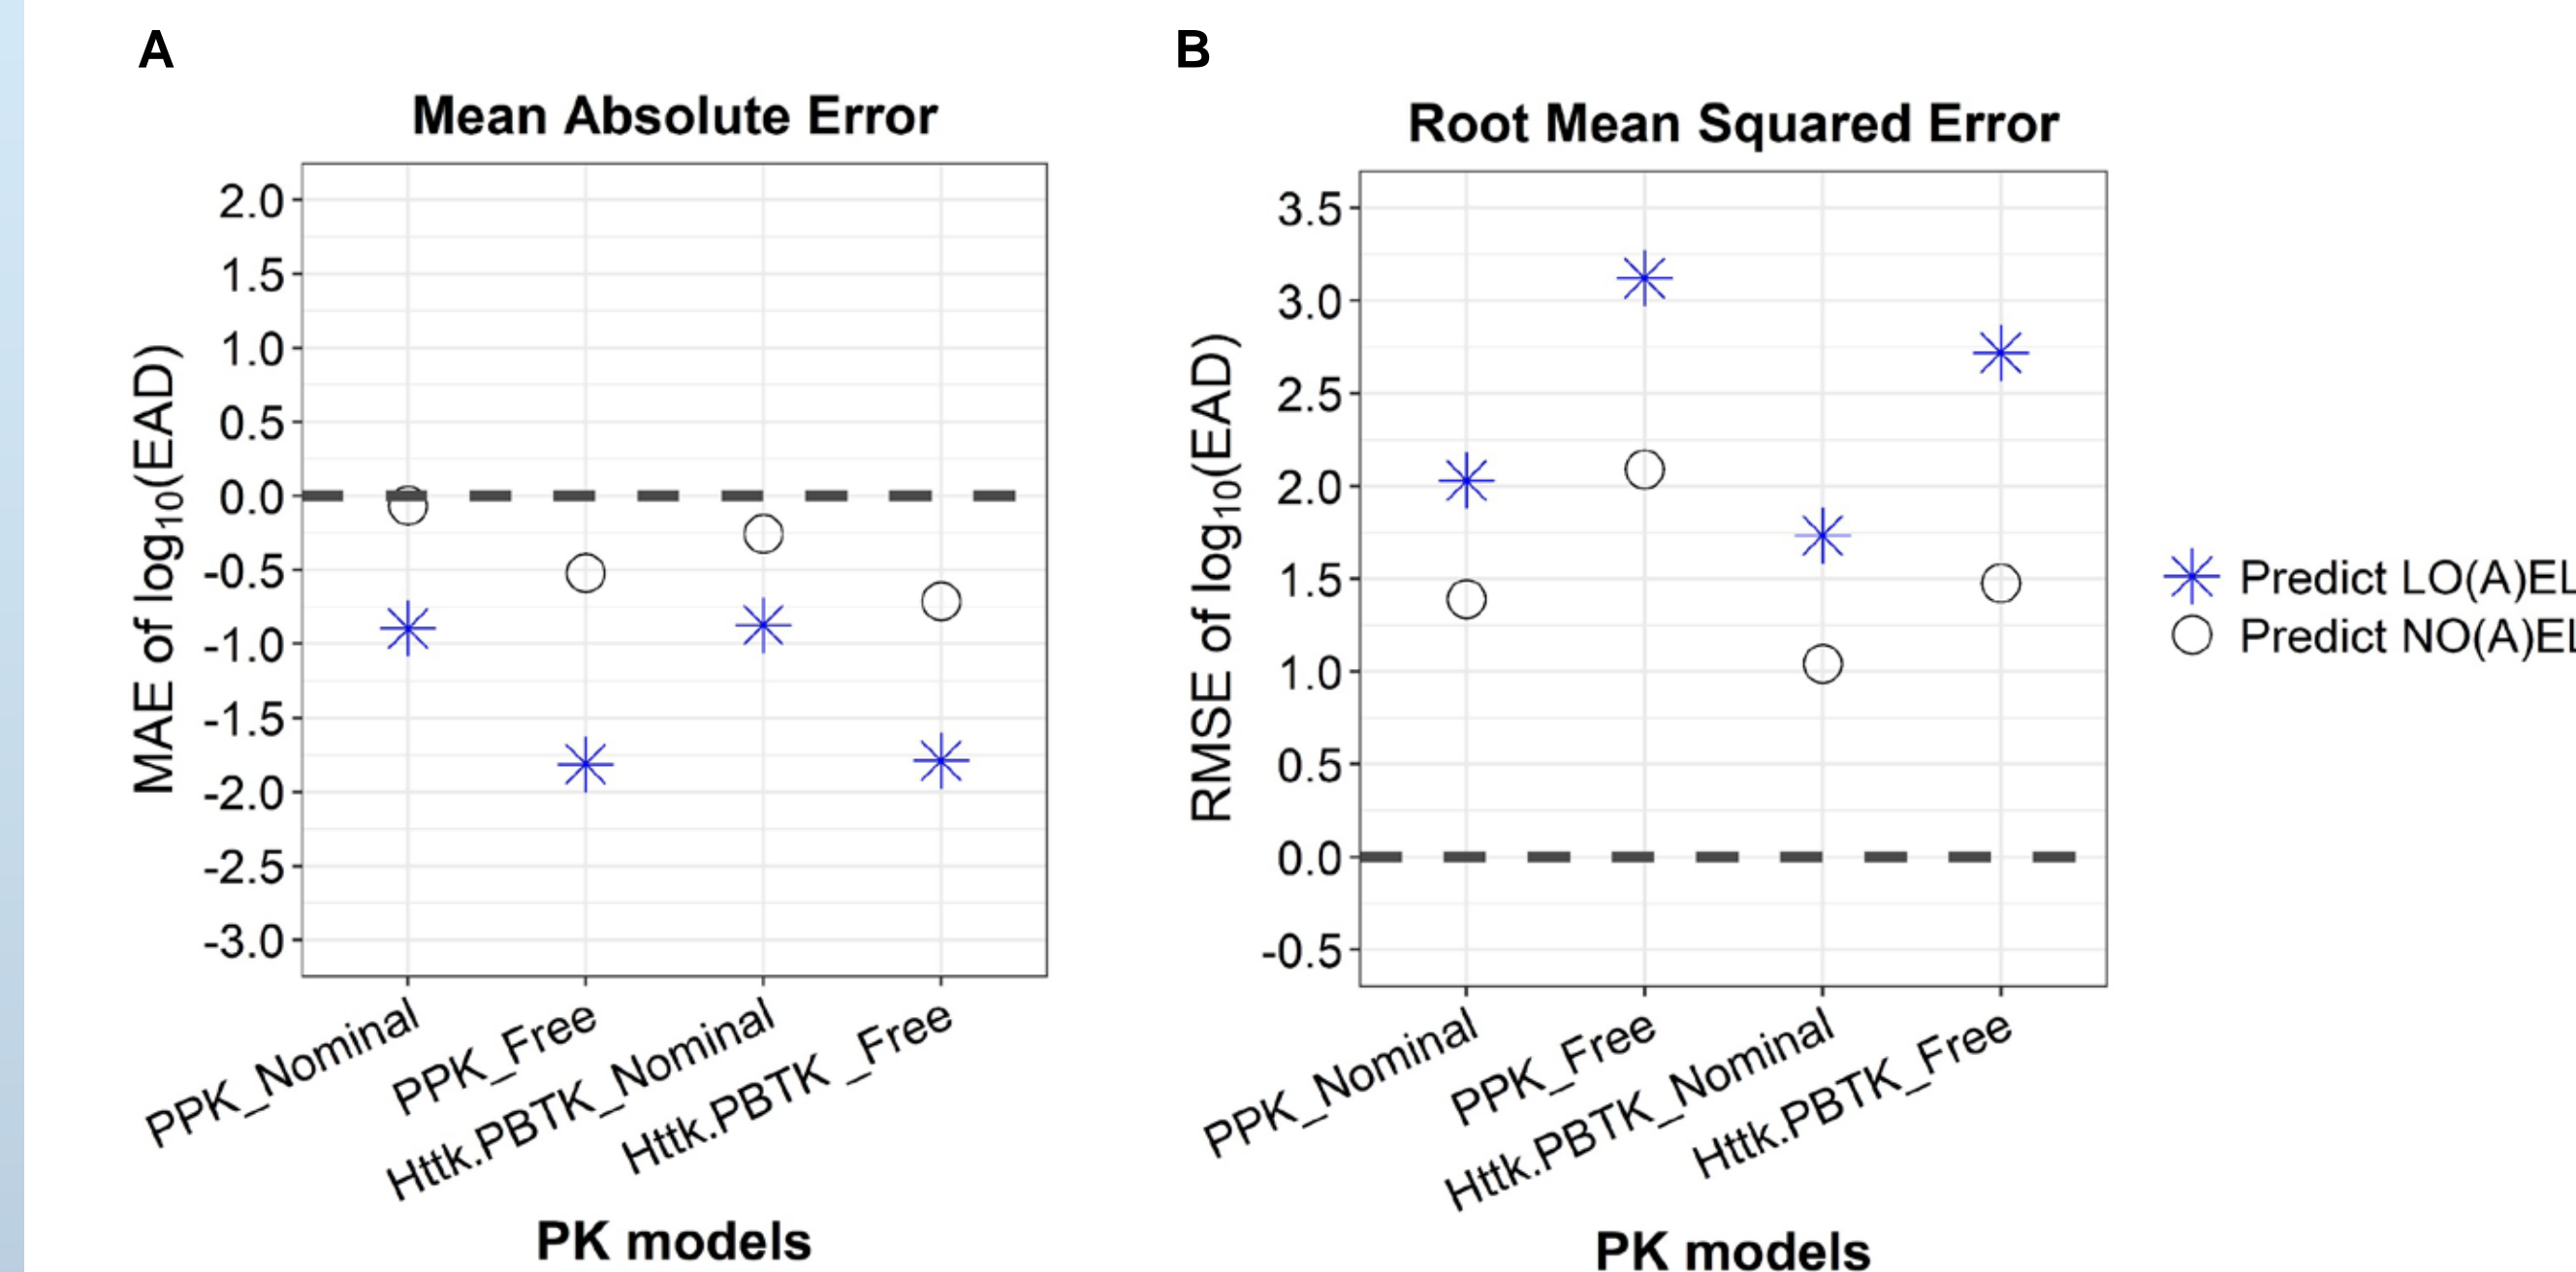 A
Mean Absolute Error
MAE of log10(EAD)
2.0
1.5
1.0
0.5
0.0
-0.5
-1.0
-1.5
-2.0
-2.5
-3.0
PPK_Nominal
PPK_Free
Httk.PBTK_Nominal
Httk.PBTK _Free
PK models
B
Root Mean Squared Error
RMSE of log10(EAD)
3.5
3.0
2.5
2.0
1.5
1.0
0.5
0.0
-0.5
PPK_Nominal
PPK_Free
Httk.PBTK_Nominal
Httk.PBTK_Free
PK models
Predict LO(A)EL
Predict NO(A)EL